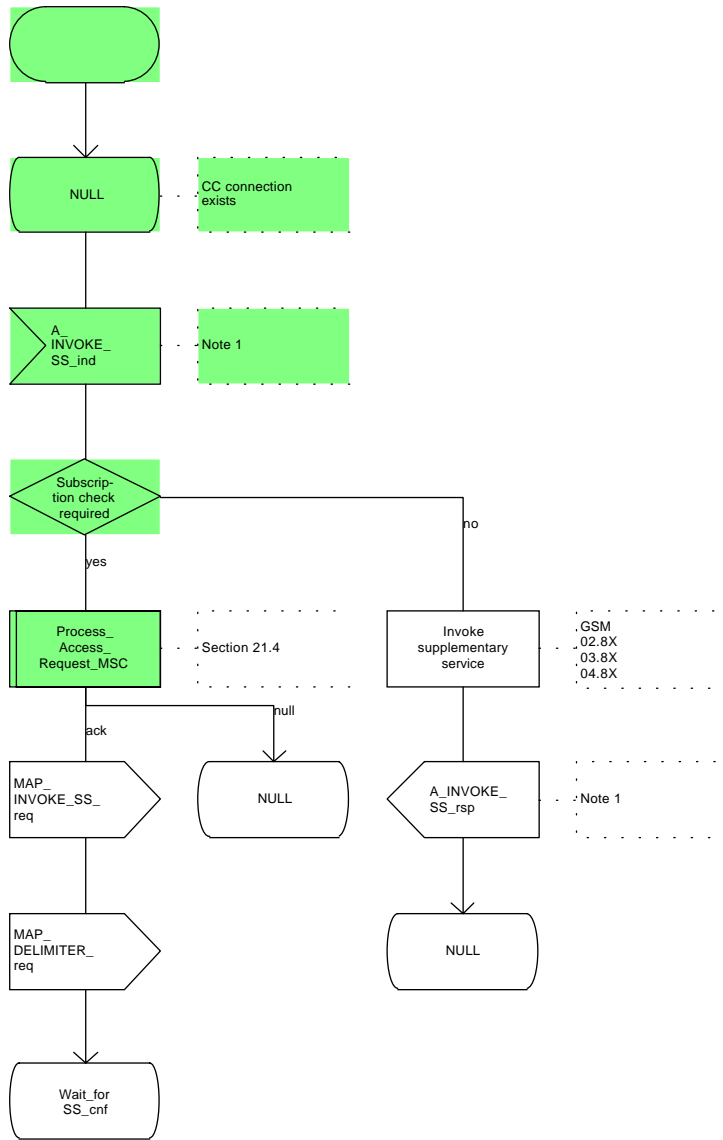 NULL
CC connection
exists
A_
INVOKE_
SS_ind
Note 1
Subscrip-
tion check
required
no
yes
Process_
Access_
Request_MSC
Section 21.4
Invoke
supplementary
service
GSM
02.8X
03.8X
04.8X
ack
null
MAP_
INVOKE_SS_
req
NULL
A_INVOKE_
SS_rsp
Note 1
MAP_
DELIMITER_
req
NULL
Wait_for
SS_cnf